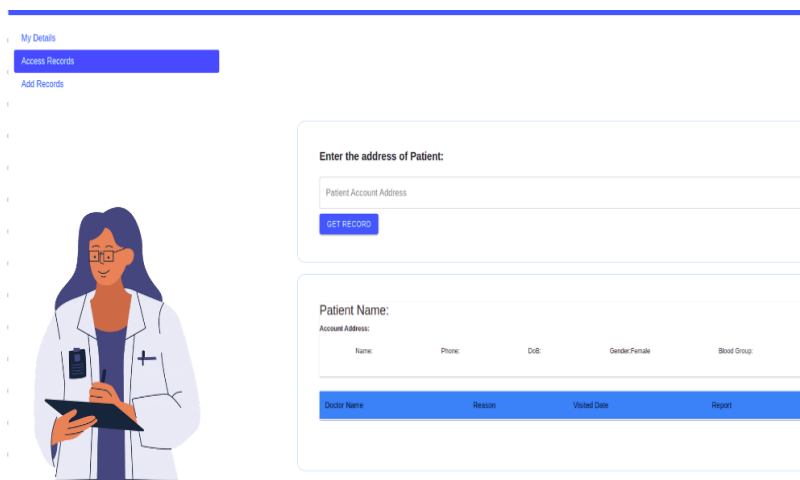 My Details
Access Records
Add Records
Enter the address of Patient:
Patient Account Address
GET RECORD
Patient Name:
Account Address:
Name: Phone: DoB: Gender:Female Blood Group:
Doctor Name Reason Visited Date Report